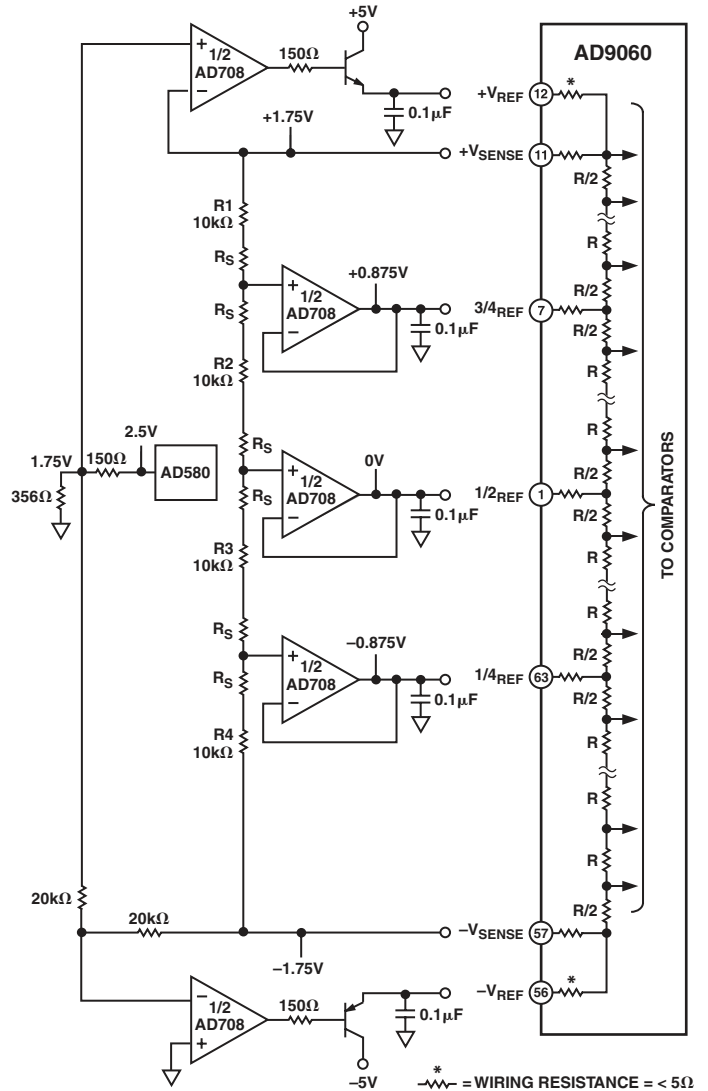 +5V
AD9060
+
1/2
AD708
–
150Ω
0.1μF
+VREF
12
*
+1.75V
+VSENSE
11
R/2
R1
10kΩ
RS
R
+0.875V
R/2
+
1/2
AD708
–
3/4REF
7
RS
0.1μF
R/2
R2
10kΩ
R
R
RS
2.5V
0V
R/2
1.75V
150Ω
AD580
+
1/2
AD708
–
1/2REF
1
356Ω
RS
0.1μF
R/2
TO COMPARATORS
R3
10kΩ
R
R
RS
–0.875V
R/2
+
1/2
AD708
–
1/4REF
63
RS
0.1μF
R/2
R4
10kΩ
R
R
R
20kΩ
20kΩ
R/2
–VSENSE
57
–1.75V
–
1/2
AD708
+
150Ω
0.1μF
–VREF
56
*
–5V
*
= WIRING RESISTANCE = < 5Ω